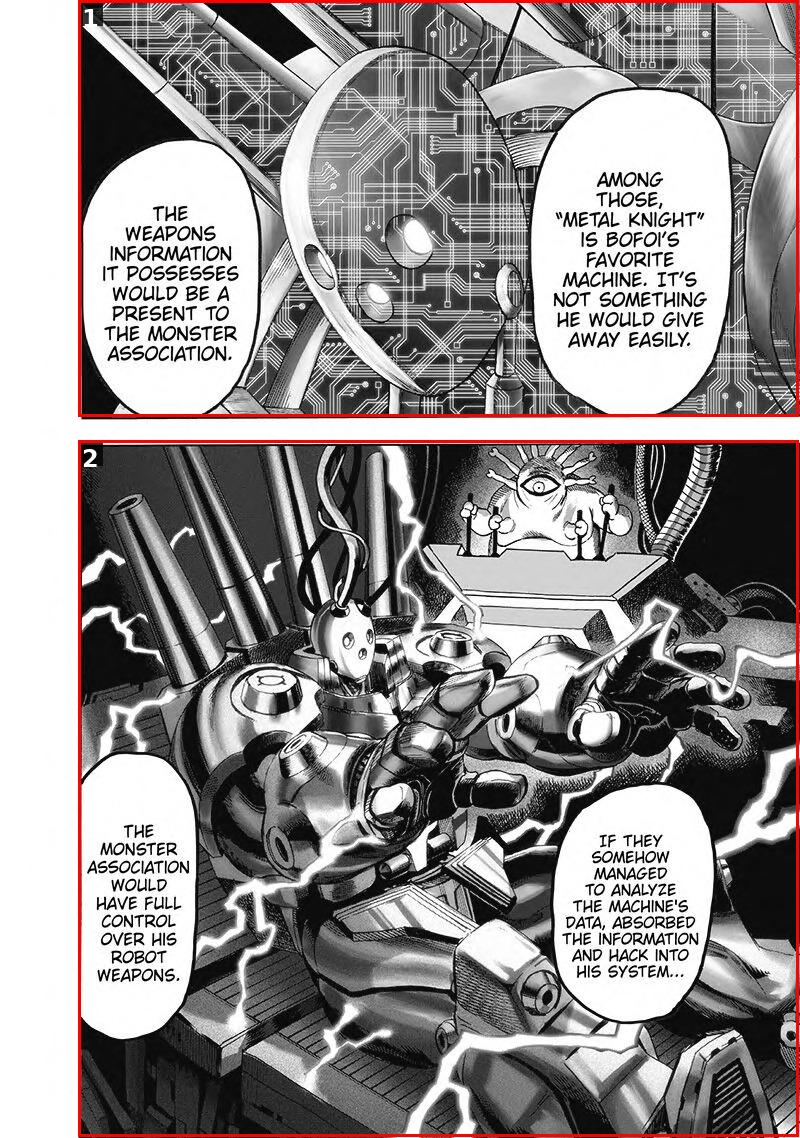 1
AMONG
THOSE,
"METAL KNIGHT"
IS BOFOI'S
FAVORITE
MACHINE. IT'S
NOT SOMETHING
HE WOULD GIVE
AWAY EASILY.
THE
WEAPONS
INFORMATION
IT POSSESSES
WOULD BE A
PRESENT TO
THE MONSTER
ASSOCIATION.
2
IF THEY
SOMEHOW
MANAGED
TO ANALYZE
THE MACHINE'S
DATA, ABSORBED
THE INFORMATION
AND HACK INTO
HIS SYSTEM...
THE
MONSTER
ASSOCIATION
WOULD
HAVE FULL
CONTROL
OVER HIS
ROBOT
WEAPONS.